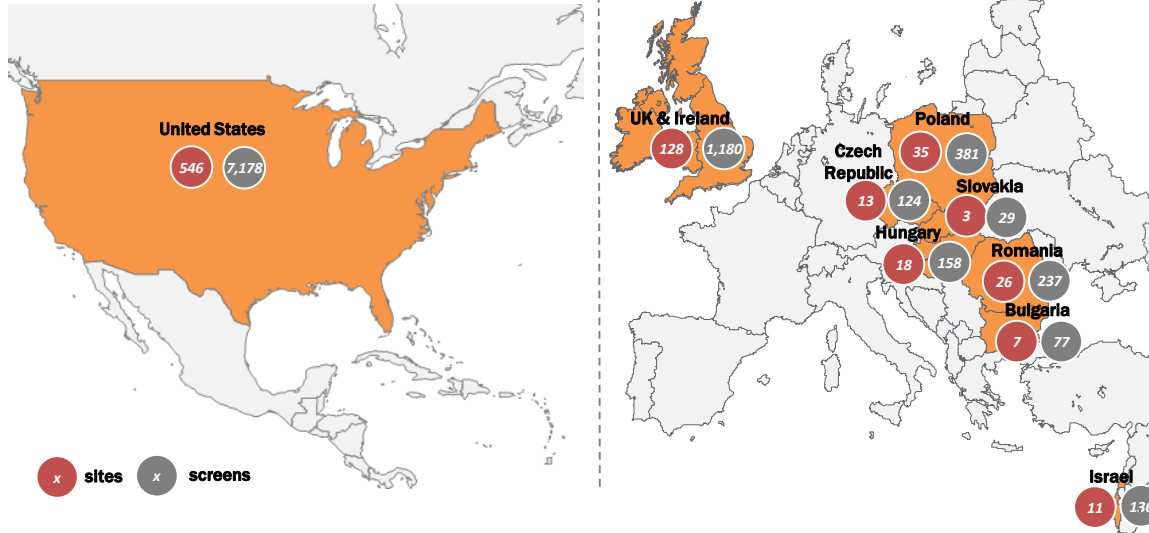 United States
546 7,178
x sites x screens
UK & Ireland
128 1,180
Poland
35 381
Czech
Republic
13 124
Slovakia
3 29
Hungary
18 158
Romania
26 237
Bulgaria
7 77
Israel
11